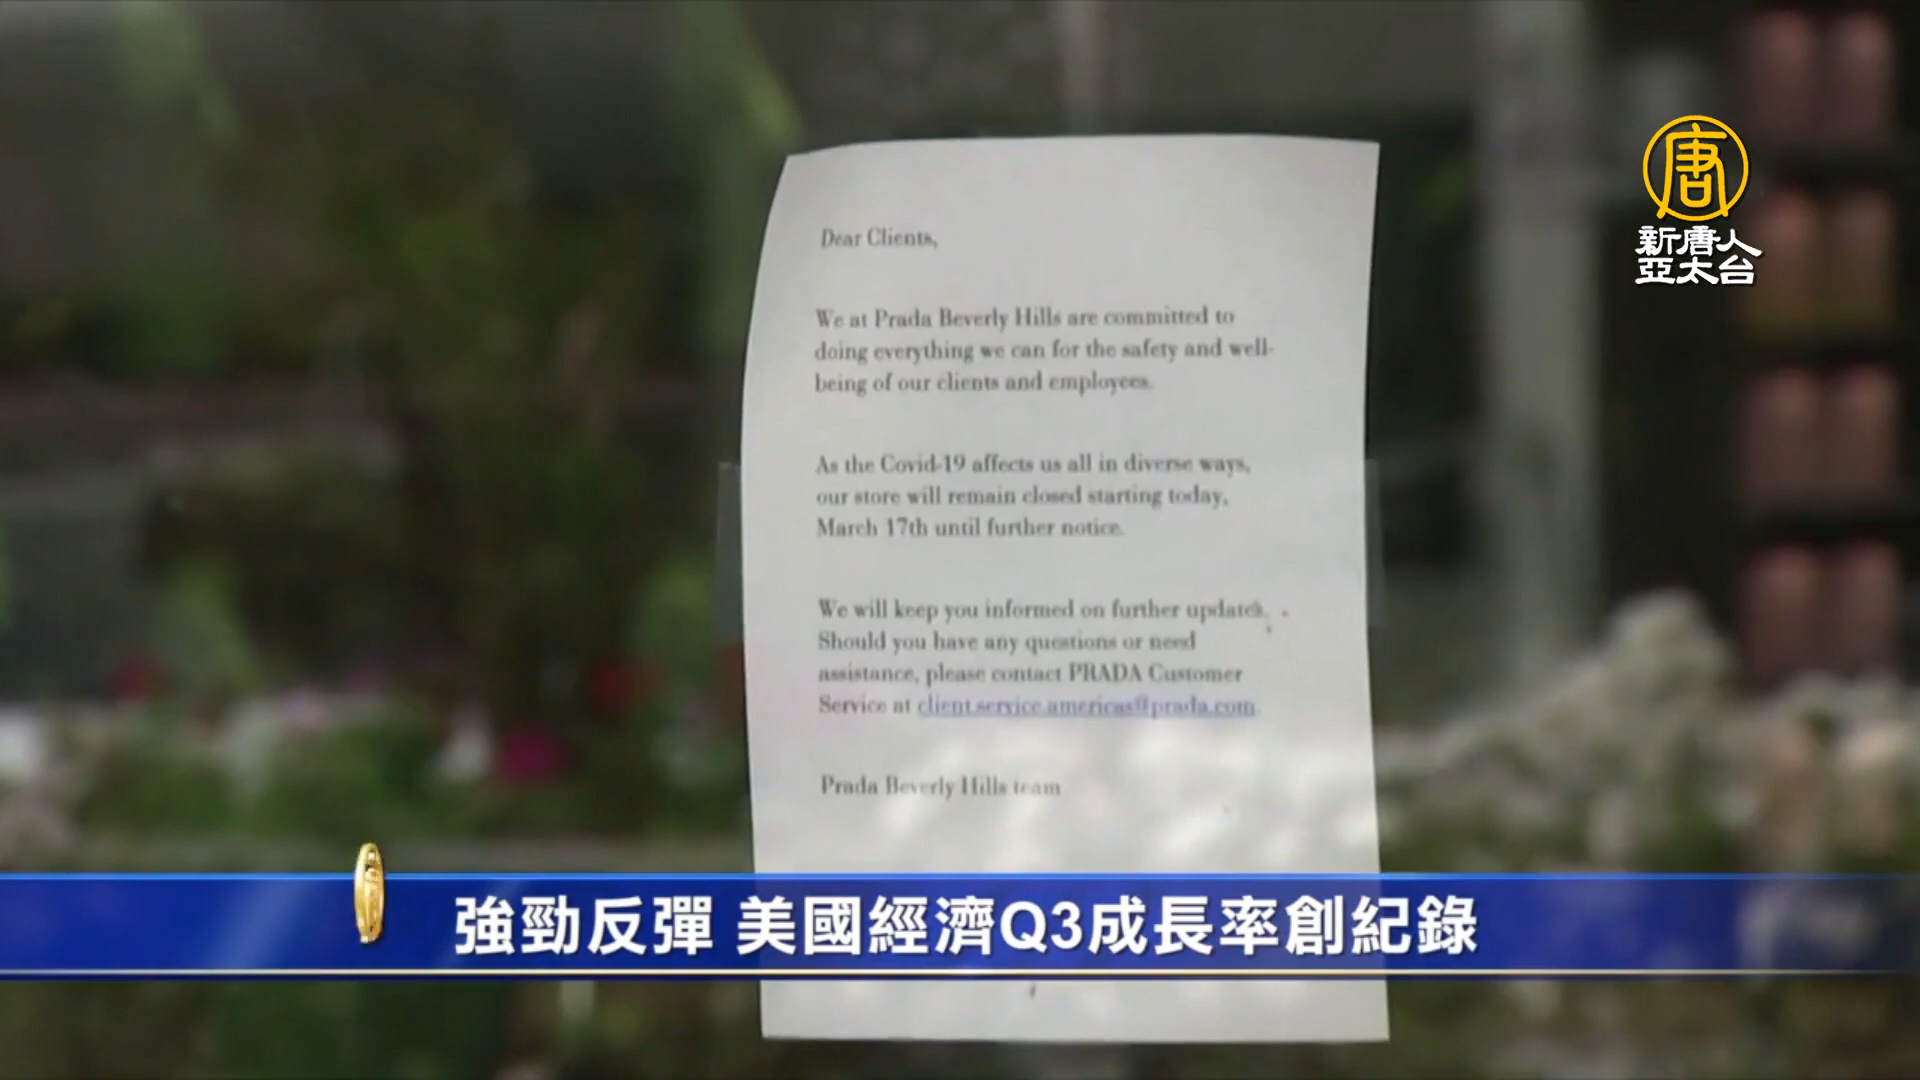 唐
新唐人
亞太台
Dear Clients,
We at Prada Beverly Hills are committed to
doing everything we can for the safety and well-
being of our clients and employees.
As the Covid-19 affects us all in diverse ways,
our store will remain closed starting today,
March 17th until further notice.
We will keep you informed on further updates.
Should you have any questions or need
assistance, please contact PRADA Customer
Service at client.service.americas@prada.com.
Prada Beverly Hills team
強勁反彈 美國經濟Q3成長率創紀錄